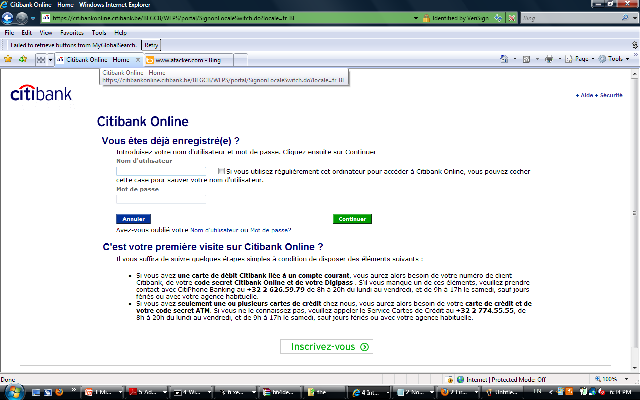 Citibank Online - Home - Windows Internet Explorer
Identified by VeriSign
Bing
File Edit View Favorites Tools Help
Failed to retrieve buttons from MyGlobalSearch. Retry
Citibank Online - Home
www.atacker.com - Bing
Page Tools
Citibank Online - Home
citibank
Aide Sécurité
Citibank Online
Vous êtes déjà enregistré(e) ?
Introduisez votre nom d'utilisateur et mot de passe. Cliquez ensuite sur Continuer
Nom d'utilisateur
Si vous utilisez régulièrement cet ordinateur pour accéder à Citibank Online, vous pouvez cocher
cette case pour sauver votre nom d'utilisateur.
Mot de passe
Annuler Continuer
Avez-vous oublié votre Nom d'utilisateur ou Mot de passe?
C'est votre première visite sur Citibank Online ?
Il vous suffira de suivre quelques étapes simples à condition de disposer des éléments suivants :
Si vous avez une carte de débit Citibank liée à un compte courant, vous aurez alors besoin de votre numéro de client
Citibank, de votre code secret Citibank Online et de votre Digipass. S'il vous manque un de ces éléments, veuillez prendre
contact avec CitiPhone Banking au +32 2 626.59.79 de 8h à 20h du lundi au vendredi, et de 9h à 17h le samedi, sauf jours
fériés ou avec votre agence habituelle.
Si vous avez seulement une ou plusieurs cartes de crédit chez nous, vous aurez alors besoin de votre carte de crédit et de
votre code secret ATM. Si vous ne le connaissez pas, veuillez appeler le Service Cartes de Crédit au +32 2 774.55.55, de
8h à 20h du lundi au vendredi, et de 9h à 17h le samedi, sauf jours fériés ou avec votre agence habituelle.
Inscrivez-vous
Done
Internet | Protected Mode: Off
100%
EN